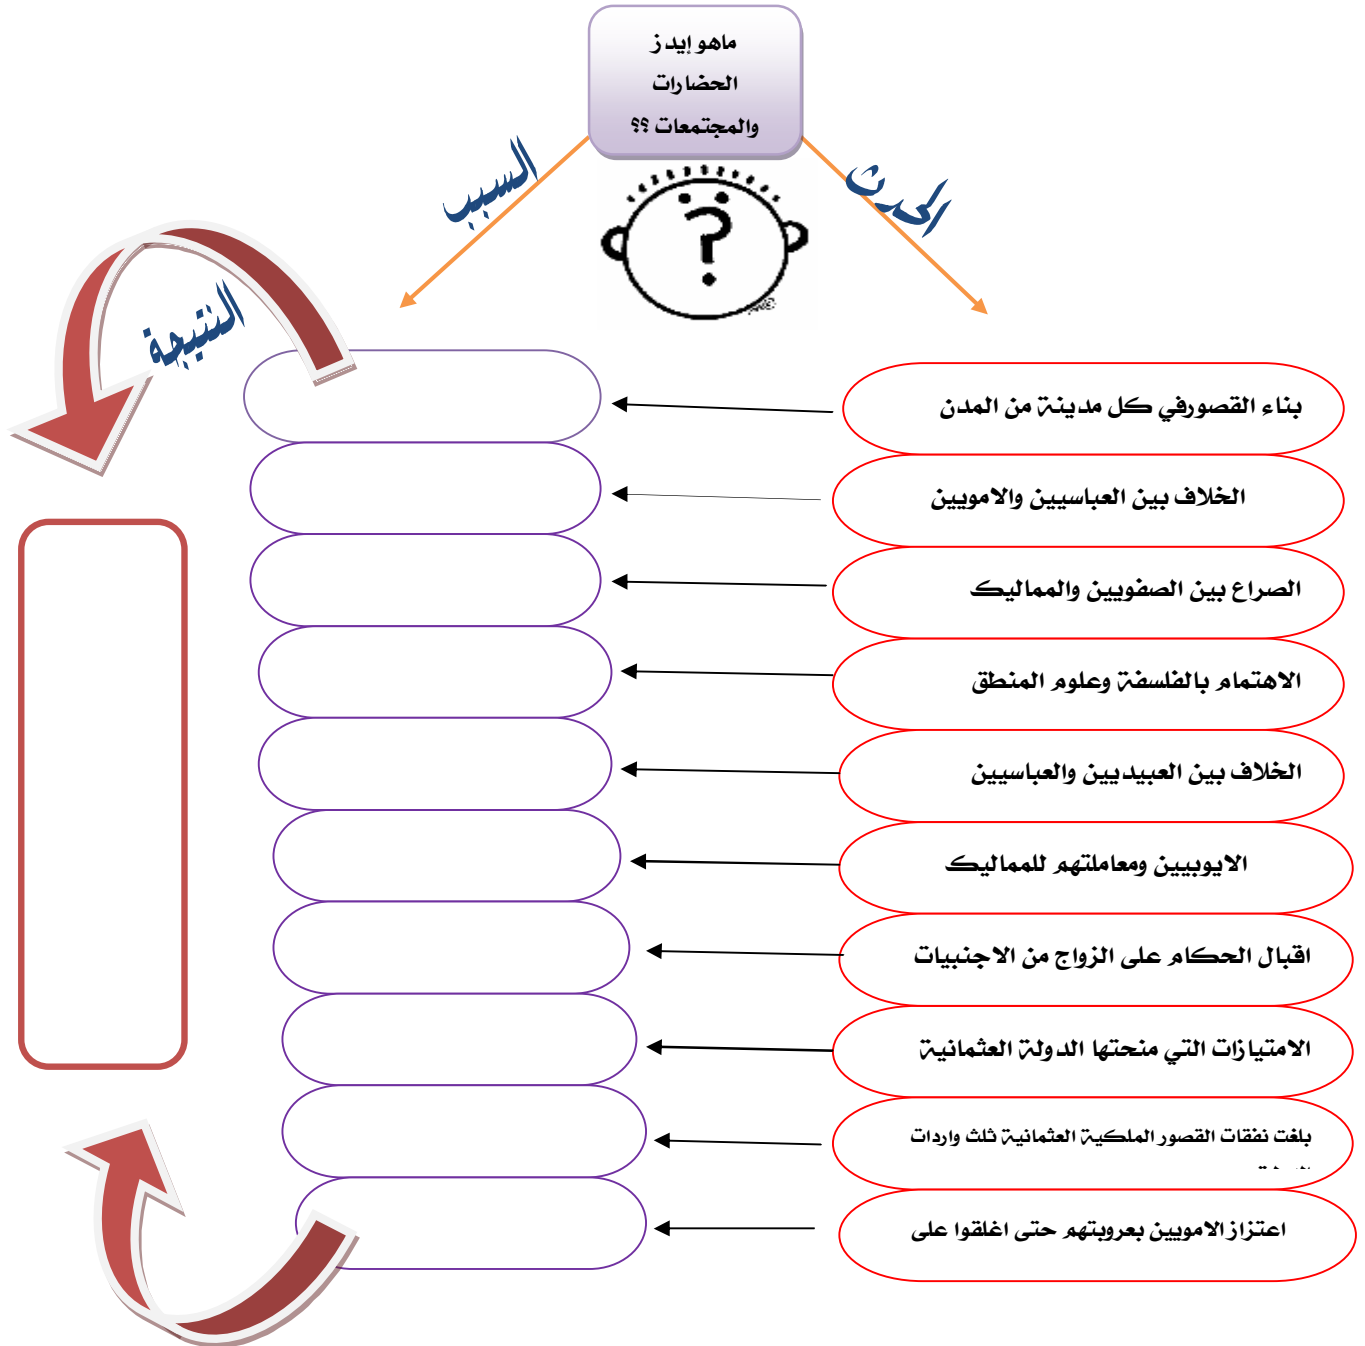 ماهو إيدز
الحضارات
والمجتمعات ؟؟
الحدث
السبب
النتيجة
بناء القصورفي كل مدينة من المدن
الخلاف بين العباسيين والامويين
الصراع بين الصفويين والمماليك
الاهتمام بالفلسفة وعلوم المنطق
الخلاف بين العبيديين والعباسيين
الايوبيين ومعاملتهم للمماليك
اقبال الحكام على الزواج من الاجنبيات
الامتيازات التي منحتها الدولة العثمانية
بلغت نفقات القصور الملكية العثمانية ثلث واردات
اعتزاز الامويين بعروبتهم حتى اغلقوا على
?